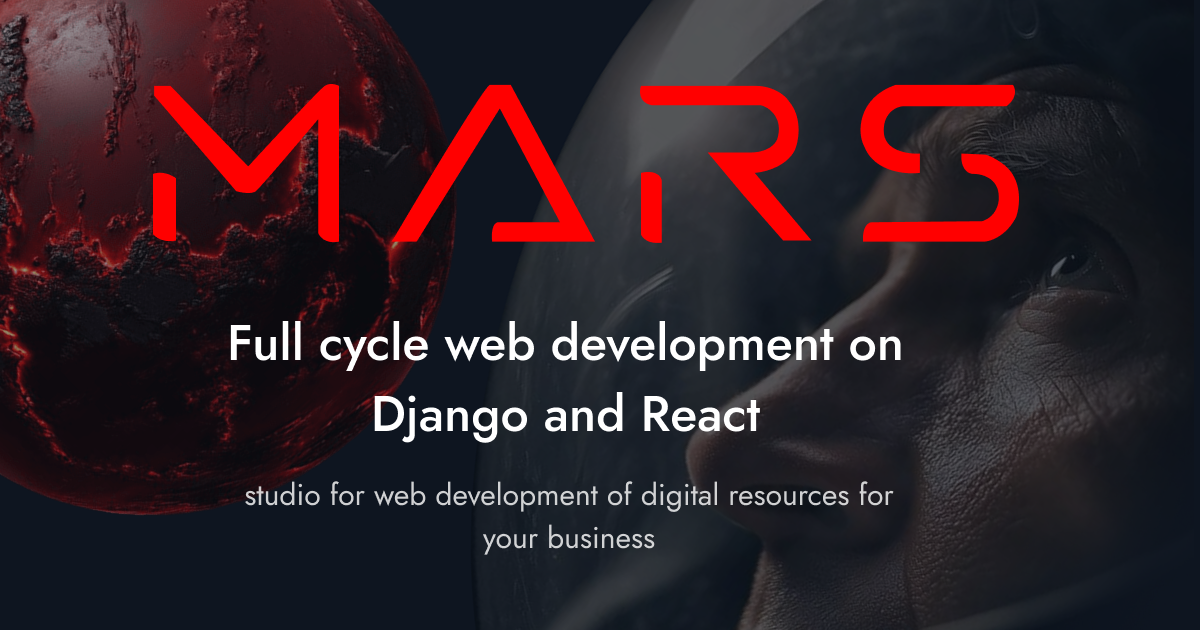 MARS
Full cycle web development on
Django and React
studio for web development of digital resources for
your business